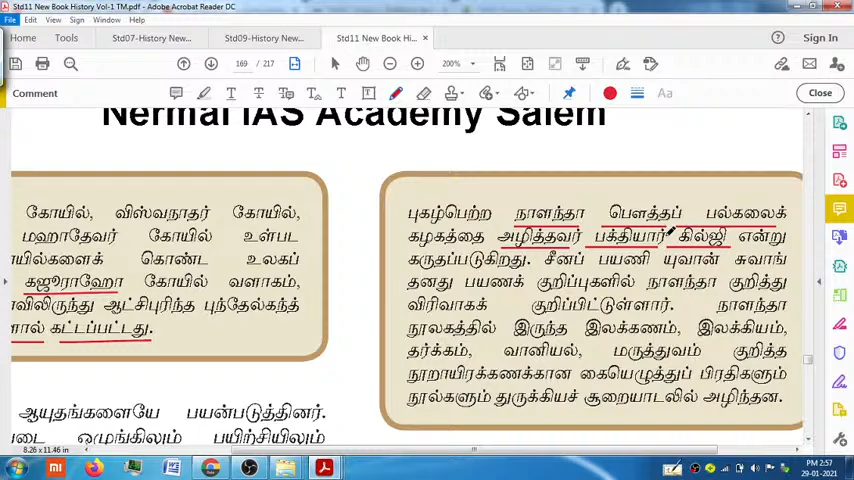 Std11 New Book History Vol-1 TM.pdf - Adobe Acrobat Reader DC
File Edit View Sign Window Help
Home Tools Std07-History New... Std09-History New... Std11 New Book Hi... × ? Sign In
169 / 217 200%
Comment T T T T T Aa Close
Nermal IAS Academy Salem
கோயில், விஸ்வநாதர் கோயில்,
மஹாதேவர் கோயில் உள்பட
யில்களைக் கொண்ட உலகப்
கஜூராஹோ கோயில் வளாகம்,
ாவிலிருந்து ஆட்சிபுரிந்த புந்தேல்கந்த்
ளால் கட்டப்பட்டது.
புகழ்பெற்ற நாளந்தா பௌத்தப் பல்கலைக்
கழகத்தை அழித்தவர் பக்தியார் கில்ஜி என்று
கருதப்படுகிறது. சீனப் பயணி யுவான் சுவாங்
தனது பயணக் குறிப்புகளில் நாளந்தா குறித்து
விரிவாகக் குறிப்பிட்டுள்ளார். நாளந்தா
நூலகத்தில் இருந்த இலக்கணம், இலக்கியம்,
தர்க்கம், வானியல், மருத்துவம் குறித்த
நூறாயிரக்கணக்கான கையெழுத்துப் பிரதிகளும்
நூல்களும் துருக்கியச் சூறையாடலில் அழிந்தன.
ஆயுதங்களையே பயன்படுத்தினர்.
டை ஒழுங்கிலும் பயிற்சியிலும்
8.26 x 11.46 in
PM 2:57
29-01-2021